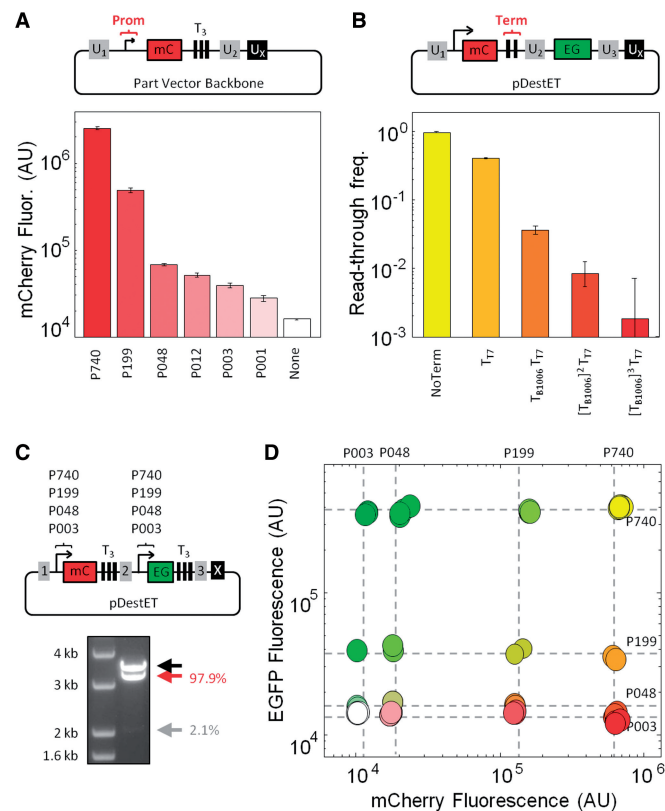 A
Prom
T3
U1
mC
U2
UX
Part Vector Backbone
mCherry Fluor. (AU)
10^6
10^5
10^4
P740
P199
P048
P012
P003
P001
None
B
Term
U1
mC
U2
EG
U3
UX
pDestET
Read-through freq.
10^0
10^-1
10^-2
10^-3
NoTerm
TT7
TB1006 TT7
[TB1006]^2 TT7
[TB1006]^3 TT7
C
P740 P740
P199 P199
P048 P048
P003 P003
T3 T3
1 mC 2 EG 3 X
pDestET
4 kb
3 kb
2 kb
1.6 kb
97.9%
2.1%
D
P003 P048 P199 P740
EGFP Fluorescence (AU)
10^5
10^4
P740
P199
P048
P003
10^4 10^5 10^6
mCherry Fluorescence (AU)